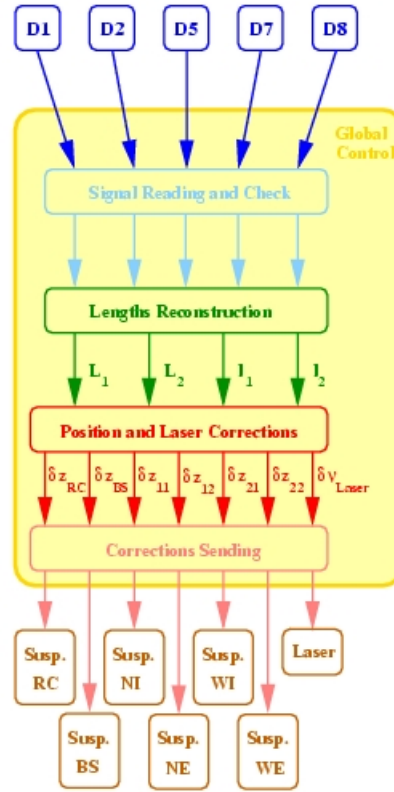 D1 D2 D5 D7 D8
Global
Control
Signal Reading and Check
Lengths Reconstruction
L1 L2 l1 l2
Position and Laser Corrections
δzRC δzBS δz11 δz12 δz21 δz22 δνLaser
Corrections Sending
Susp. RC
Susp. NI
Susp. WI
Laser
Susp. BS
Susp. NE
Susp. WE